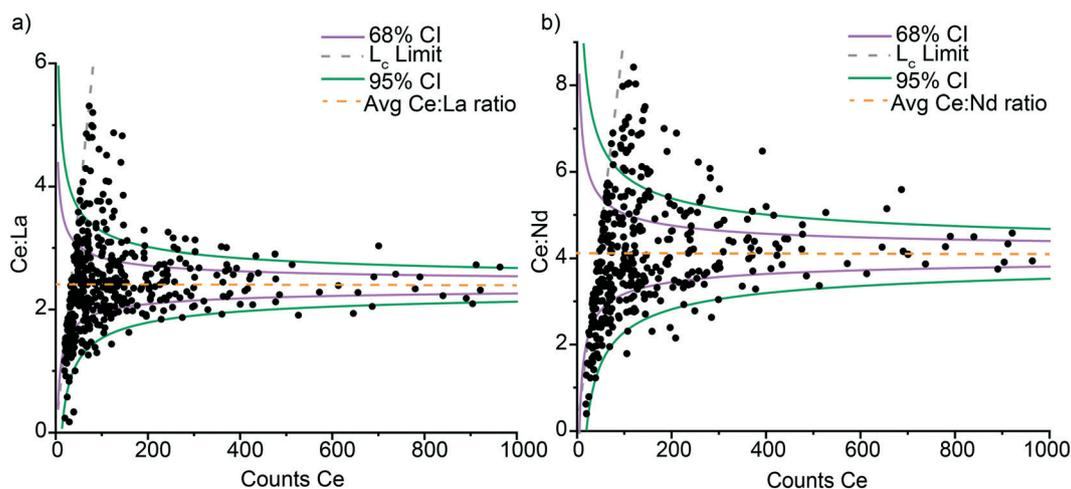 a)
68% CI
Lc Limit
95% CI
Avg Ce:La ratio
6
4
2
0
Ce:La
0 200 400 600 800 1000
Counts Ce
b)
68% CI
Lc Limit
95% CI
Avg Ce:Nd ratio
8
6
4
2
0
Ce:Nd
0 200 400 600 800 1000
Counts Ce